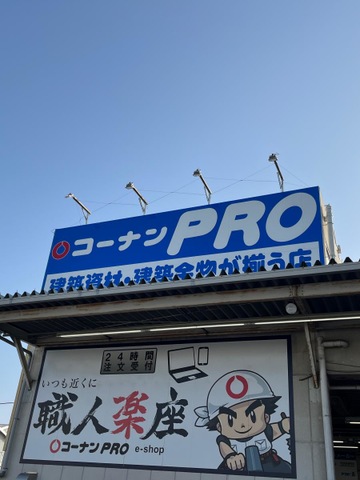 コーナンPRO
建築資材・建築金物が揃う店
24時間
注文受付
いつも近くに
職人楽座
コーナンPRO e-shop